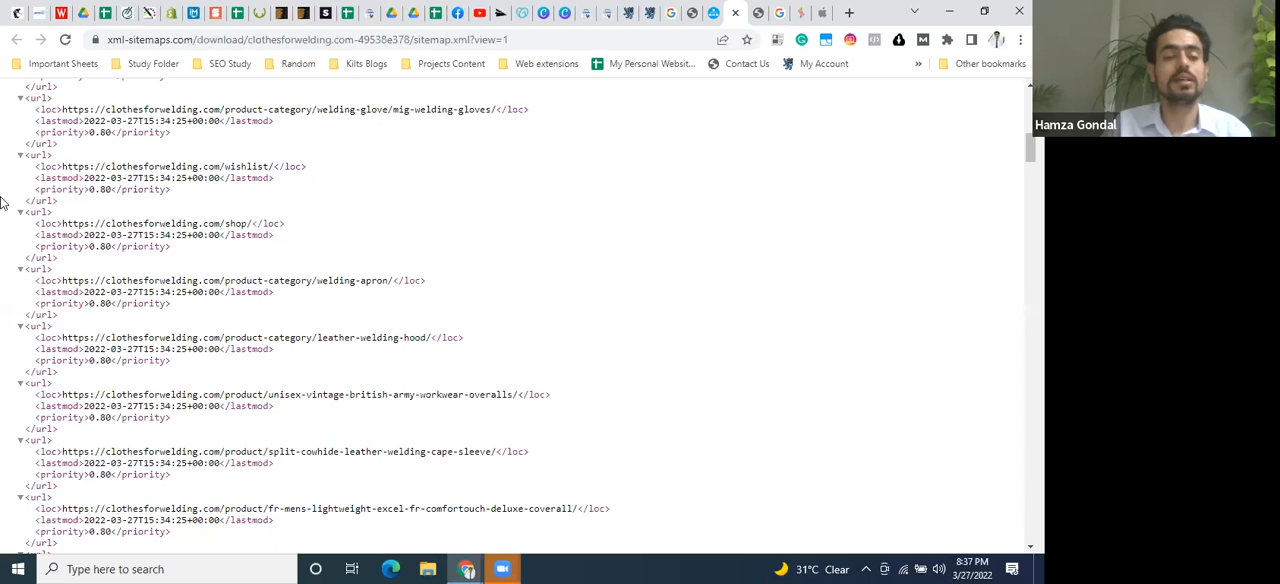 xml-sitemaps.com/download/clothesforwelding.com-49538e378/sitemap.xml?view=1
Important Sheets
Study Folder
SEO Study
Random
Kilts Blogs
Projects Content
Web extensions
My Personal Websit...
Contact Us
My Account
»
Other bookmarks
</url>
▼<url>
<loc>https://clothesforwelding.com/product-category/welding-glove/mig-welding-gloves/</loc>
<lastmod>2022-03-27T15:34:25+00:00</lastmod>
<priority>0.80</priority>
</url>
▼<url>
<loc>https://clothesforwelding.com/wishlist/</loc>
<lastmod>2022-03-27T15:34:25+00:00</lastmod>
<priority>0.80</priority>
</url>
▼<url>
<loc>https://clothesforwelding.com/shop/</loc>
<lastmod>2022-03-27T15:34:25+00:00</lastmod>
<priority>0.80</priority>
</url>
▼<url>
<loc>https://clothesforwelding.com/product-category/welding-apron/</loc>
<lastmod>2022-03-27T15:34:25+00:00</lastmod>
<priority>0.80</priority>
</url>
▼<url>
<loc>https://clothesforwelding.com/product-category/leather-welding-hood/</loc>
<lastmod>2022-03-27T15:34:25+00:00</lastmod>
<priority>0.80</priority>
</url>
▼<url>
<loc>https://clothesforwelding.com/product/unisex-vintage-british-army-workwear-overalls/</loc>
<lastmod>2022-03-27T15:34:25+00:00</lastmod>
<priority>0.80</priority>
</url>
▼<url>
<loc>https://clothesforwelding.com/product/split-cowhide-leather-welding-cape-sleeve/</loc>
<lastmod>2022-03-27T15:34:25+00:00</lastmod>
<priority>0.80</priority>
</url>
▼<url>
<loc>https://clothesforwelding.com/product/fr-mens-lightweight-excel-fr-comfortouch-deluxe-coverall/</loc>
<lastmod>2022-03-27T15:34:25+00:00</lastmod>
<priority>0.80</priority>
</url>
Hamza Gondal
Type here to search
31°C Clear
8:37 PM
3/27/2022